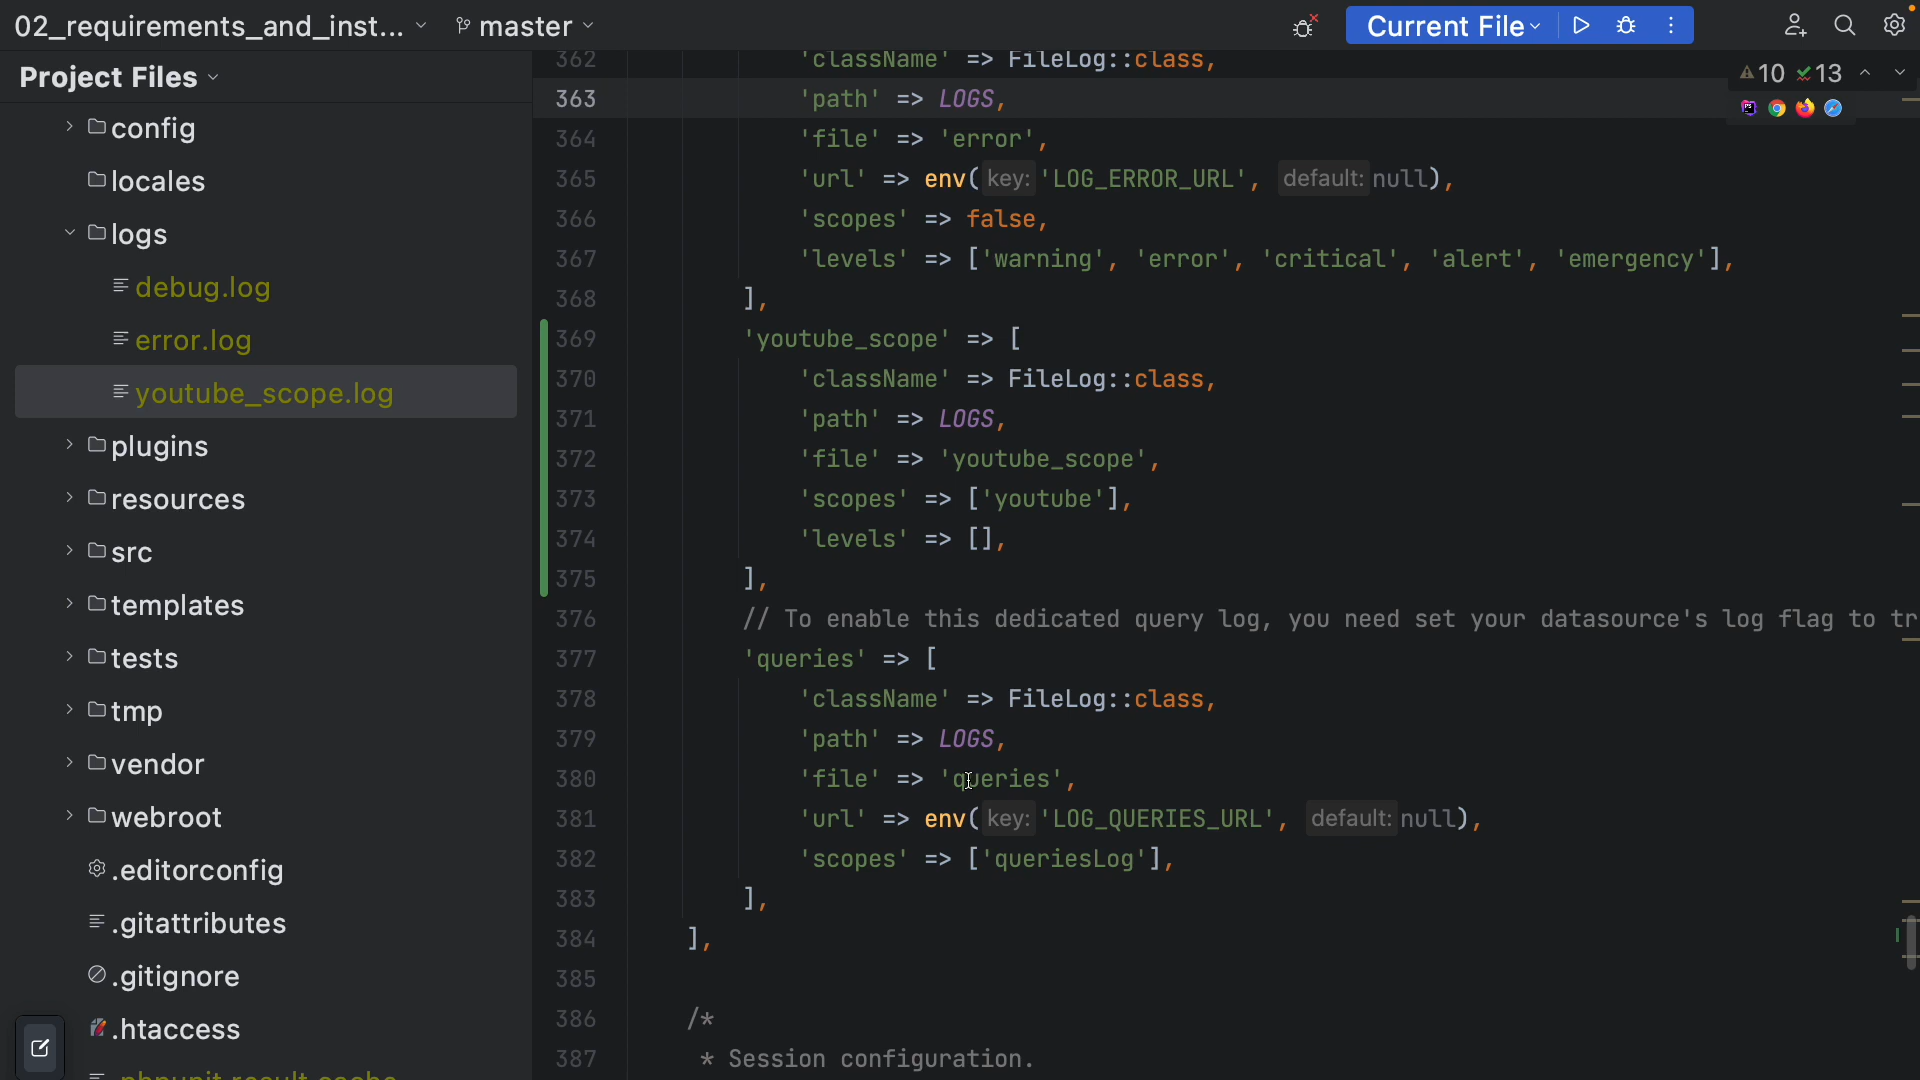 02_requirements_and_inst...
master
Current File
Project Files
10 13
config
locales
logs
debug.log
error.log
youtube_scope.log
plugins
resources
src
templates
tests
tmp
vendor
webroot
.editorconfig
.gitattributes
.gitignore
.htaccess
.phpunit.result.cache
362 'className' => FileLog::class,
363 'path' => LOGS,
364 'file' => 'error',
365 'url' => env( key: 'LOG_ERROR_URL', default: null),
366 'scopes' => false,
367 'levels' => ['warning', 'error', 'critical', 'alert', 'emergency'],
368 ],
369 'youtube_scope' => [
370 'className' => FileLog::class,
371 'path' => LOGS,
372 'file' => 'youtube_scope',
373 'scopes' => ['youtube'],
374 'levels' => [],
375 ],
376 // To enable this dedicated query log, you need set your datasource's log flag to tr
377 'queries' => [
378 'className' => FileLog::class,
379 'path' => LOGS,
380 'file' => 'queries',
381 'url' => env( key: 'LOG_QUERIES_URL', default: null),
382 'scopes' => ['queriesLog'],
383 ],
384 ],
385
386 /*
387 * Session configuration.